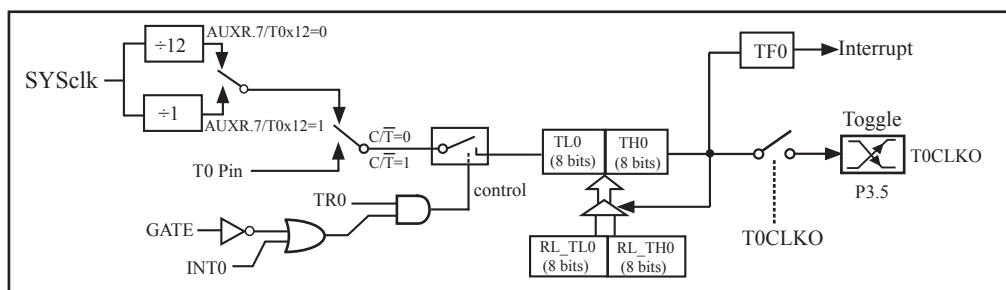 AUXR.7/T0x12=0
÷12
SYSclk
÷1
AUXR.7/T0x12=1
C/T̅=0
C/T̅=1
T0 Pin
TR0
control
GATE
INT0
TL0
(8 bits)
TH0
(8 bits)
RL_TL0
(8 bits)
RL_TH0
(8 bits)
TF0
Interrupt
Toggle
T0CLKO
P3.5
T0CLKO